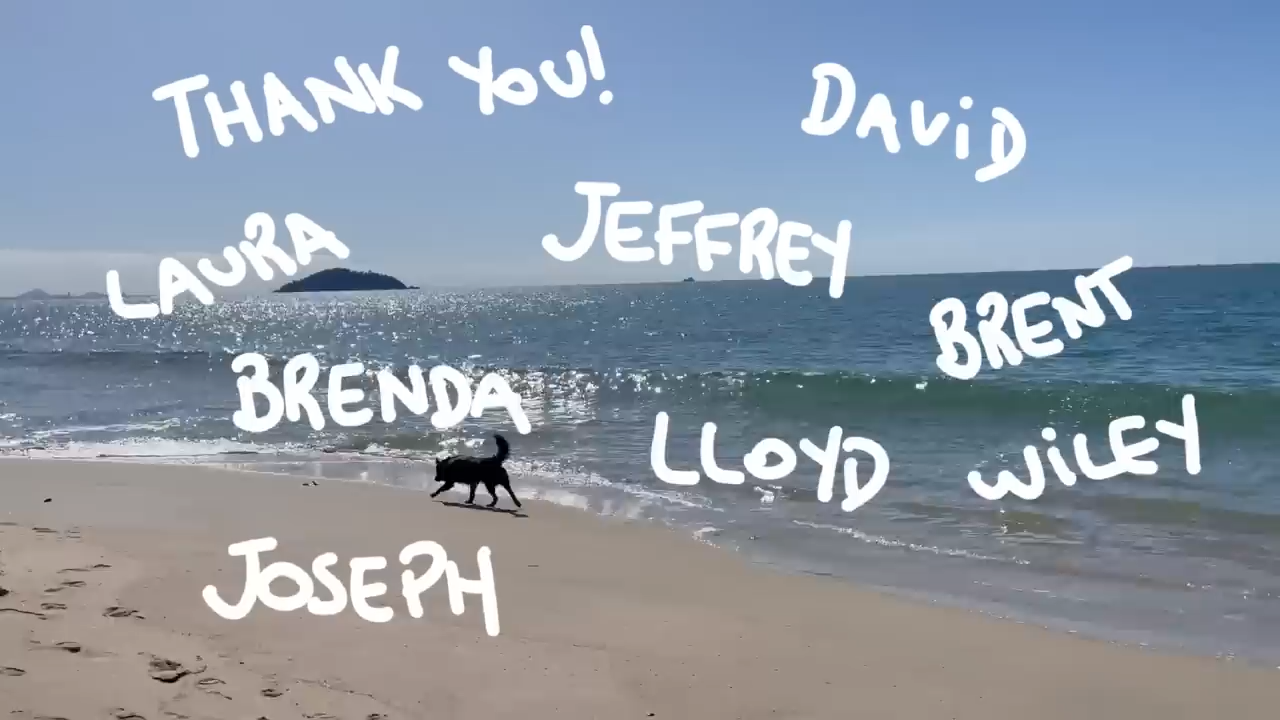 THANK YOU!
DAVID
JEFFREY
LAURA
BRENT
BRENDA
LLOYD
WILEY
JOSEPH